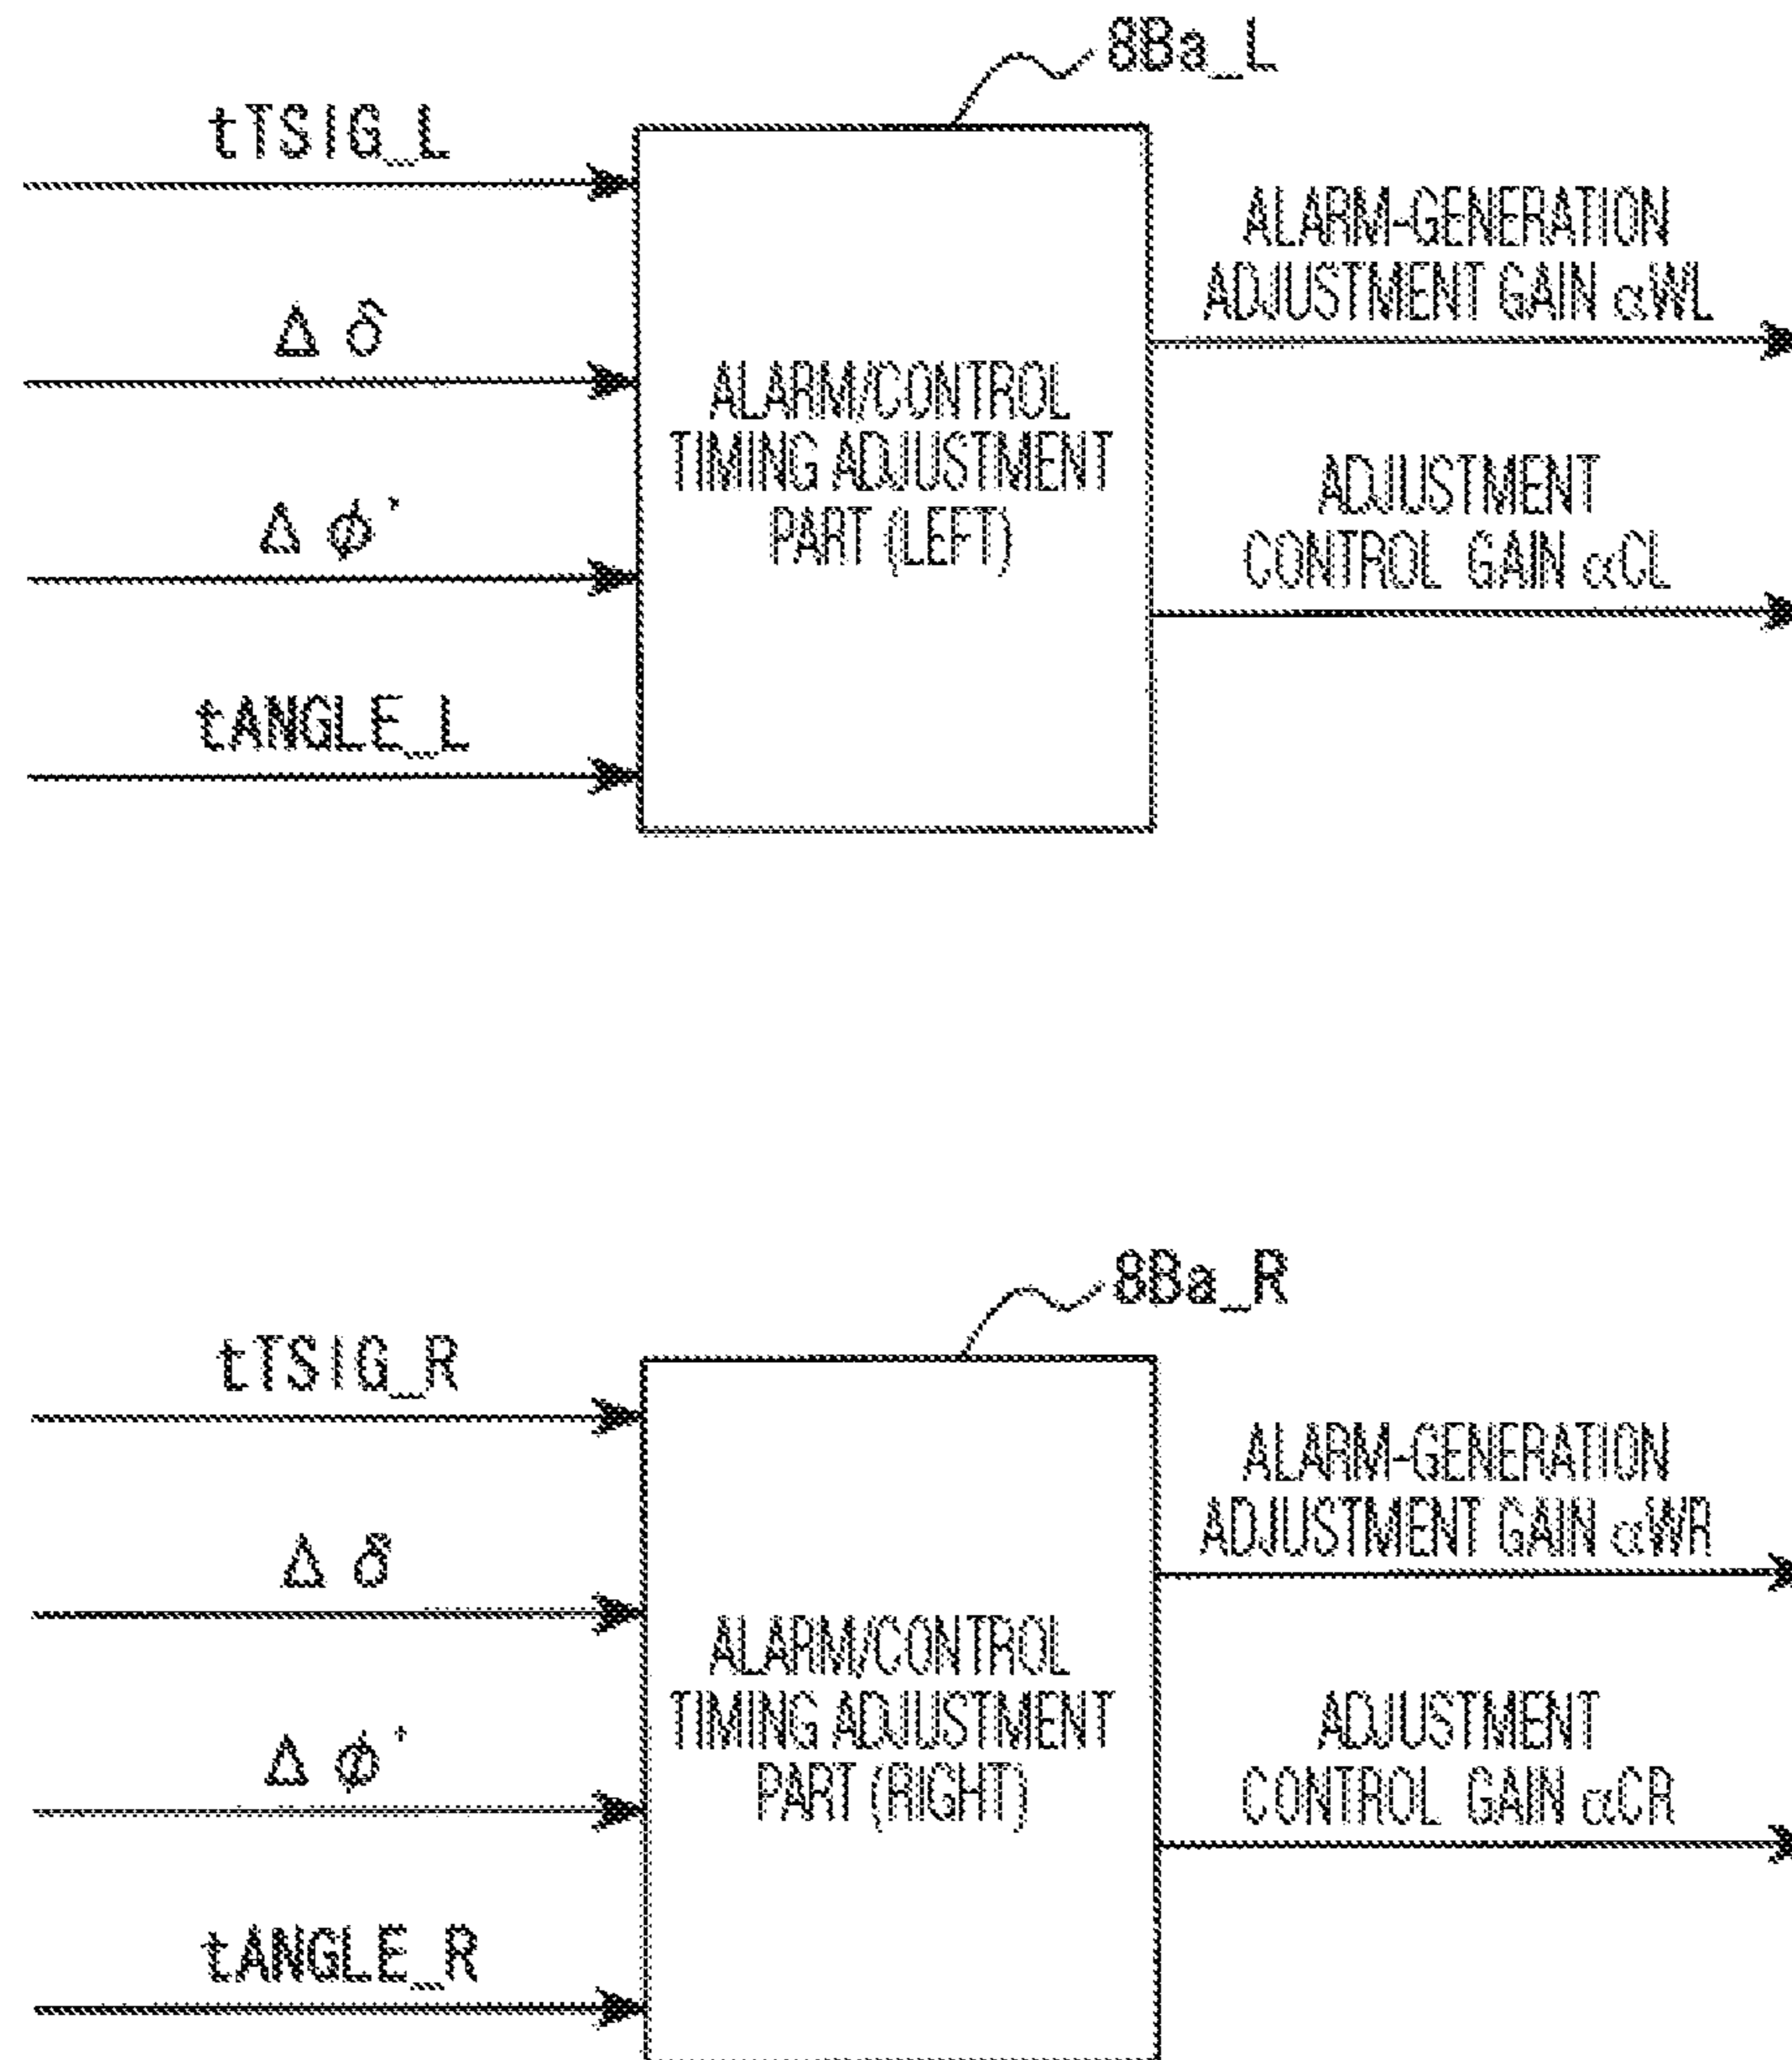 8Ba_L
tTSIG_L
Δ δ
Δ φ'
tANGLE_L
ALARM/CONTROL
TIMING ADJUSTMENT
PART (LEFT)
ALARM-GENERATION
ADJUSTMENT GAIN αWL
ADJUSTMENT
CONTROL GAIN αCL
8Ba_R
tTSIG_R
Δ δ
Δ φ'
tANGLE_R
ALARM/CONTROL
TIMING ADJUSTMENT
PART (RIGHT)
ALARM-GENERATION
ADJUSTMENT GAIN αWR
ADJUSTMENT
CONTROL GAIN αCR